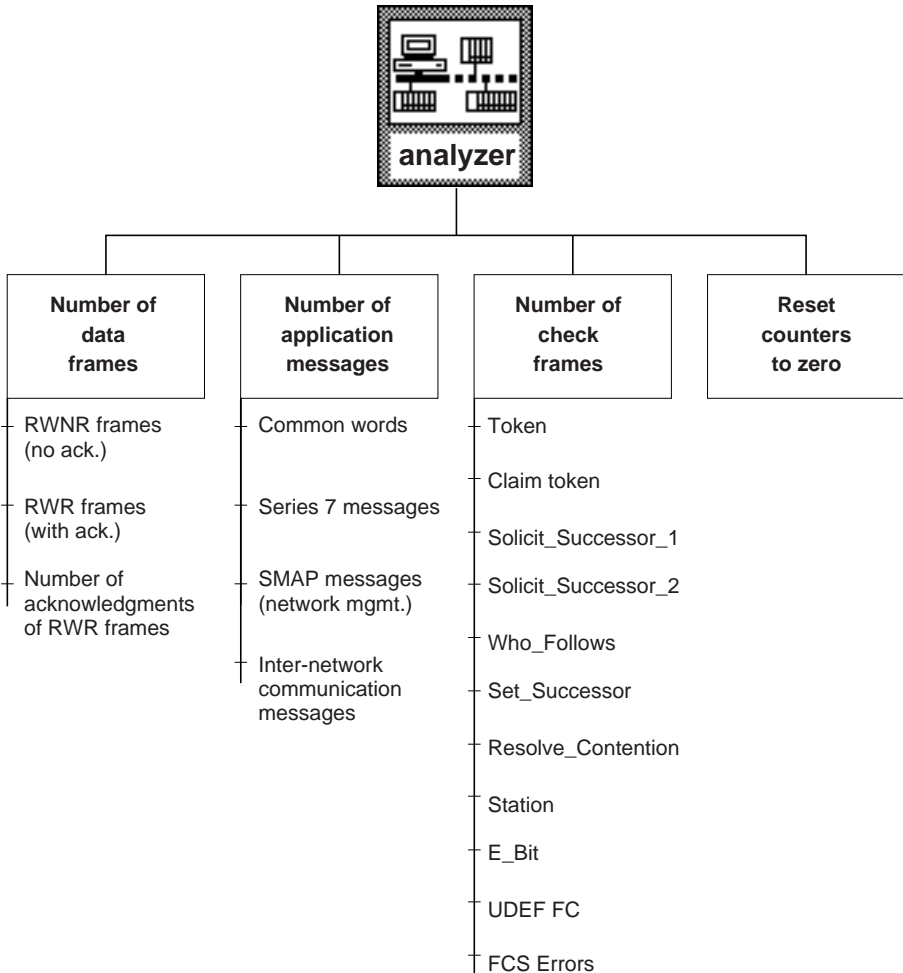 analyzer
Number of
data
frames
RWNR frames
(no ack.)
RWR frames
(with ack.)
Number of
acknowledgments
of RWR frames
Number of
application
messages
Common words
Series 7 messages
SMAP messages
(network mgmt.)
Inter-network
communication
messages
Number of
check
frames
Token
Claim token
Solicit_Successor_1
Solicit_Successor_2
Who_Follows
Set_Successor
Resolve_Contention
Station
E_Bit
UDEF FC
FCS Errors
Reset
counters
to zero